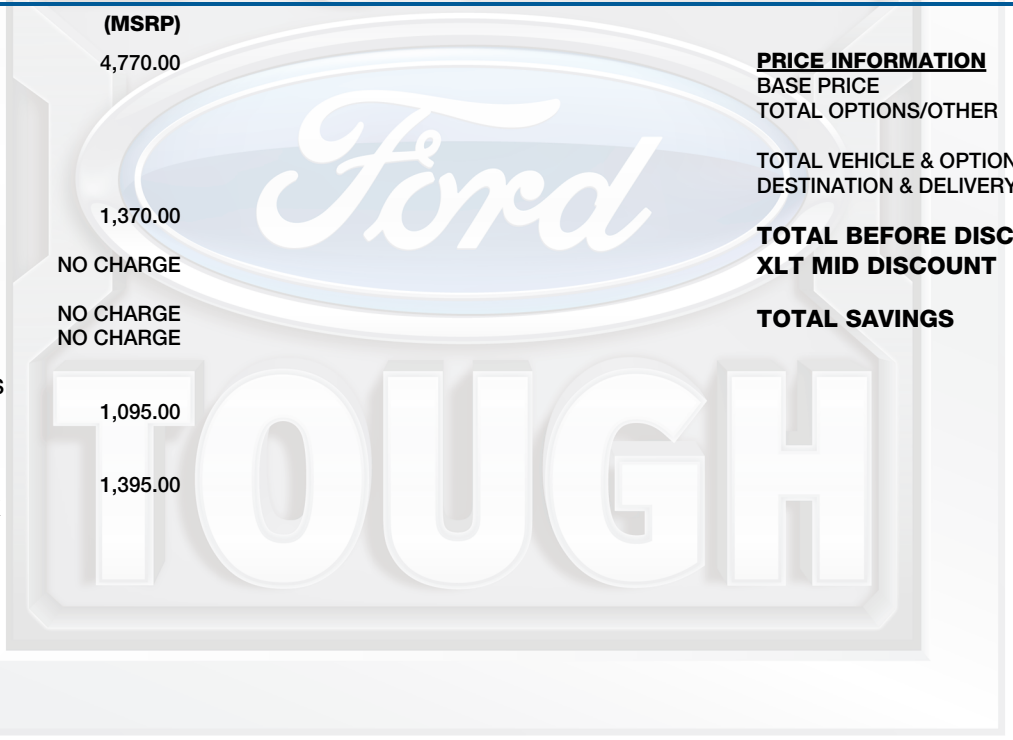 (MSRP)
4,770.00
1,370.00
NO CHARGE
NO CHARGE
NO CHARGE
S
1,095.00
1,395.00
PRICE INFORMATION
BASE PRICE
TOTAL OPTIONS/OTHER
TOTAL VEHICLE & OPTION
DESTINATION & DELIVERY
TOTAL BEFORE DISC
XLT MID DISCOUNT
TOTAL SAVINGS
Ford
TOUGH